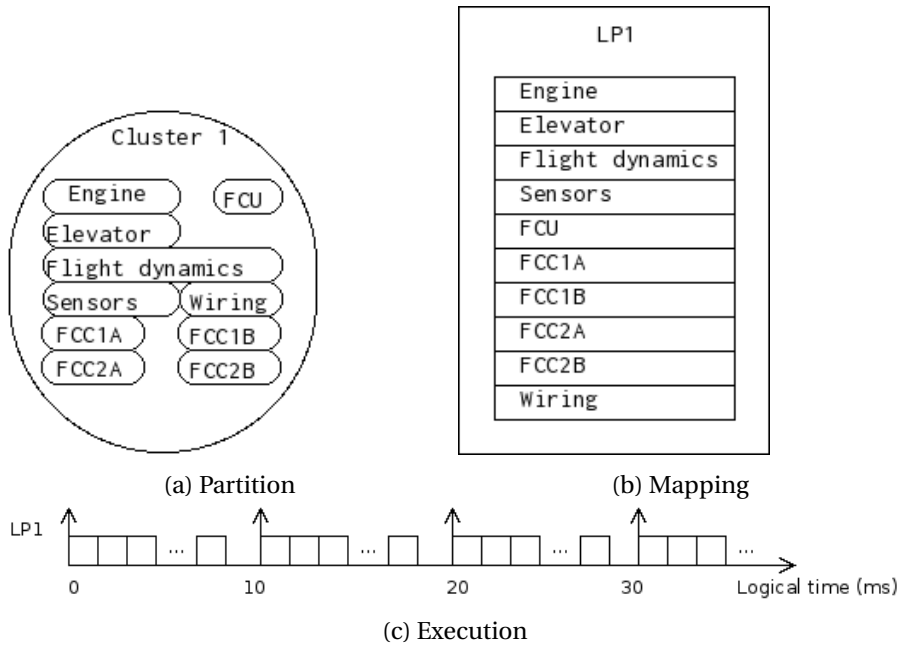 Cluster 1
Engine
FCU
Elevator
Flight dynamics
Sensors
Wiring
FCC1A
FCC1B
FCC2A
FCC2B
(a) Partition
LP1
Engine
Elevator
Flight dynamics
Sensors
FCU
FCC1A
FCC1B
FCC2A
FCC2B
Wiring
(b) Mapping
LP1
... ... ... ...
0 10 20 30 Logical time (ms)
(c) Execution